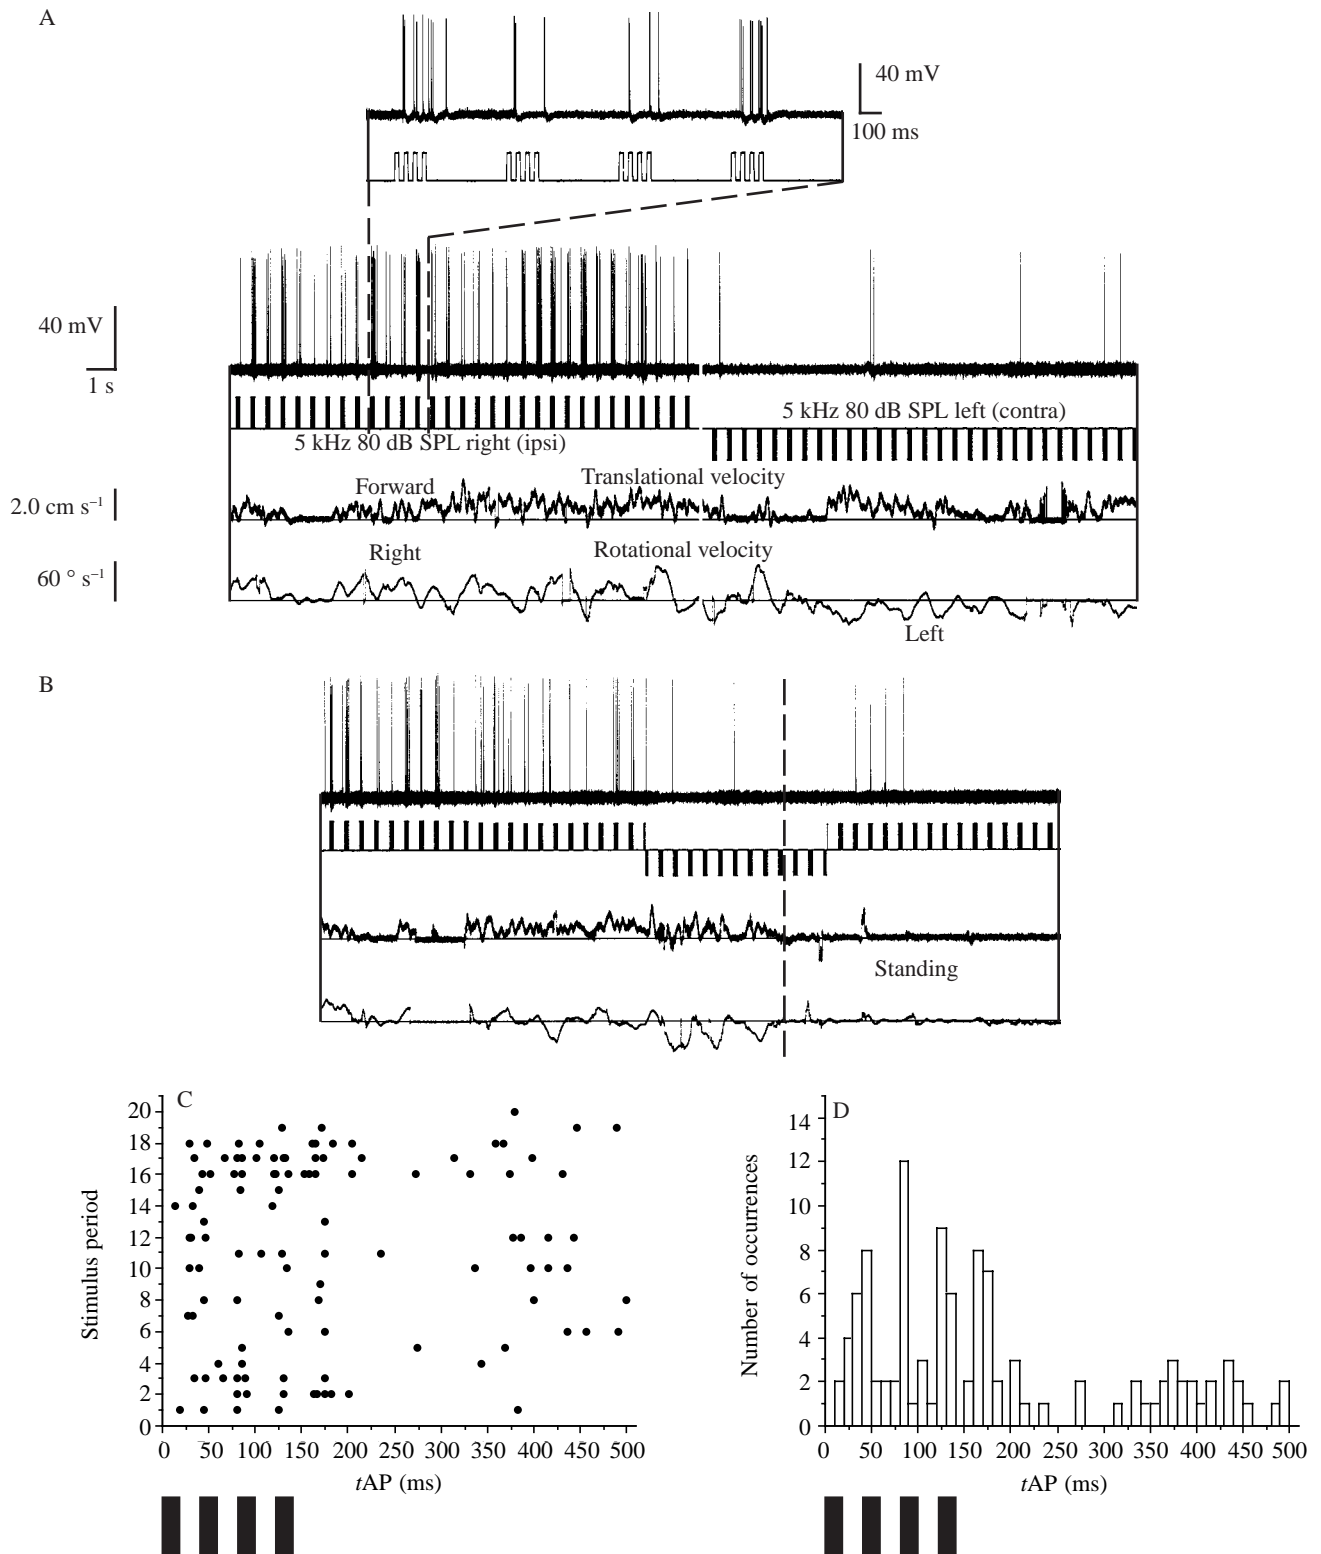 A
40 mV
100 ms
40 mV
1 s
5 kHz 80 dB SPL left (contra)
5 kHz 80 dB SPL right (ipsi)
Translational velocity
Forward
2.0 cm s–1
Right
Rotational velocity
60 ° s–1
Left
B
Standing
C
20
18
16
14
12
10
8
6
4
2
0
Stimulus period
0 50 100 150 200 250 300 350 400 450 500
tAP (ms)
D
14
12
10
8
6
4
2
0
Number of occurrences
0 50 100 150 200 250 300 350 400 450 500
tAP (ms)